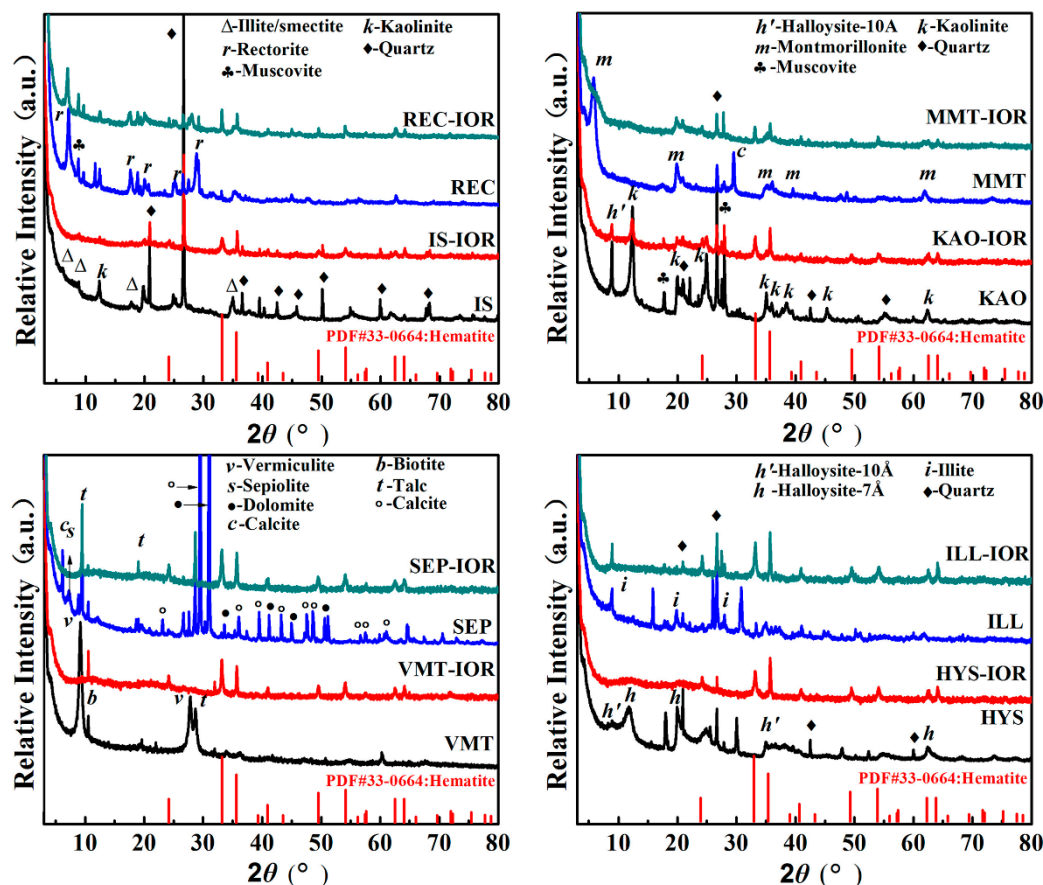 △-Illite/smectite k-Kaolinite
r-Rectorite ♦-Quartz
♣-Muscovite
♦
r
♣
REC-IOR
r r r r
REC
♦
IS-IOR
△ △ k △ △ ♦ ♦ ♦ ♦ ♦ ♦
IS
PDF#33-0664:Hematite
10 20 30 40 50 60 70 80
2θ (°)
Relative Intensity (a.u.)
h'-Halloysite-10A k-Kaolinite
m-Montmorillonite ♦-Quartz
♣-Muscovite
m
♦
MMT-IOR
m c m m m
MMT
h' k ♣
KAO-IOR
♣ k ♦ k k k k ♦ k ♦ k
KAO
PDF#33-0664:Hematite
10 20 30 40 50 60 70 80
2θ (°)
Relative Intensity (a.u.)
v-Vermiculite b-Biotite
s-Sepiolite t-Talc
●-Dolomite ○-Calcite
c-Calcite
○
●
t
c s
t
SEP-IOR
v ○ ● ○ ○ ● ○ ● ○ ○ ● ○ ○ ○
SEP
VMT-IOR
b v t
VMT
PDF#33-0664:Hematite
10 20 30 40 50 60 70 80
2θ (°)
Relative Intensity (a.u.)
h'-Halloysite-10Å i-Illite
h-Halloysite-7Å ♦-Quartz
♦
♦
ILL-IOR
i i i
ILL
HYS-IOR
h' h h h' ♦ ♦ h
HYS
PDF#33-0664:Hematite
10 20 30 40 50 60 70 80
2θ (°)
Relative Intensity (a.u.)